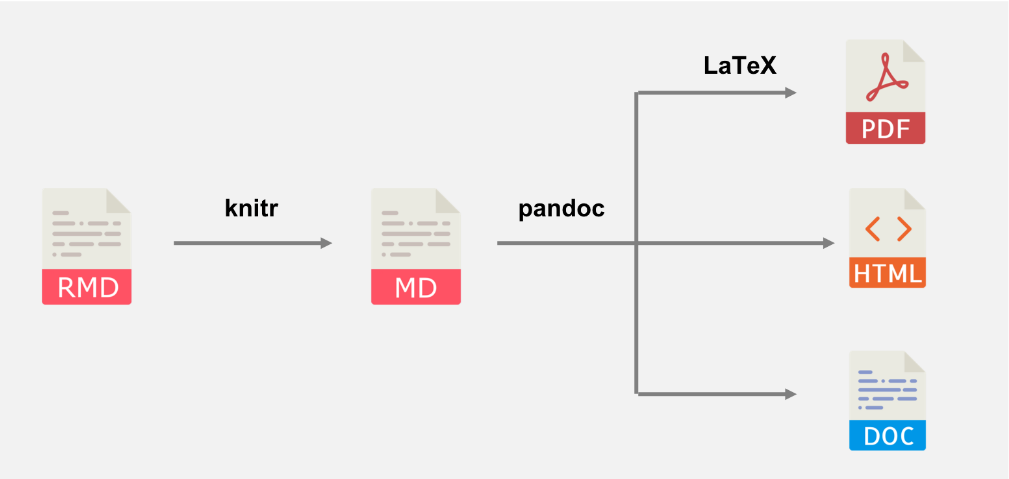 LaTeX
PDF
knitr
pandoc
RMD
MD
HTML
DOC